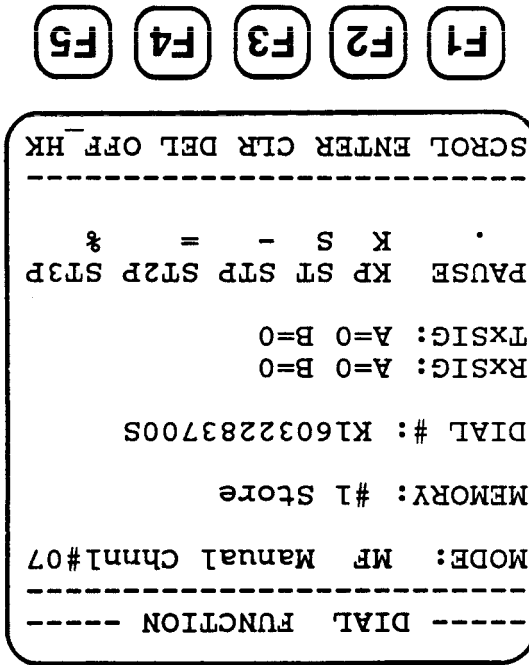 ----- DIAL FUNCTION -----
MODE: MF Manual Chnnl#07
MEMORY: #1 Store
DIAL #: K16032283700S
RxSIG: A=0 B=0
TxSIG: A=0 B=0
PAUSE KP ST STP ST2P ST3P
. K S - = %
SCROL ENTER CLR DEL OFF_HK
F1 F2 F3 F4 F5